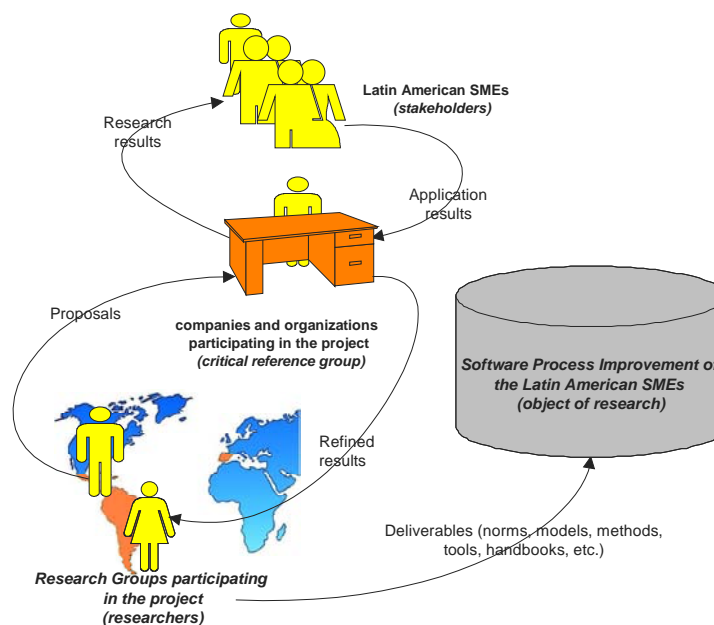 Latin American SMEs
(stakeholders)
Research
results
Application
results
Proposals
companies and organizations
participating in the project
(critical reference group)
Software Process Improvement of
the Latin American SMEs
(object of research)
Refined
results
Deliverables (norms, models, methods,
tools, handbooks, etc.)
Research Groups participating
in the project
(researchers)